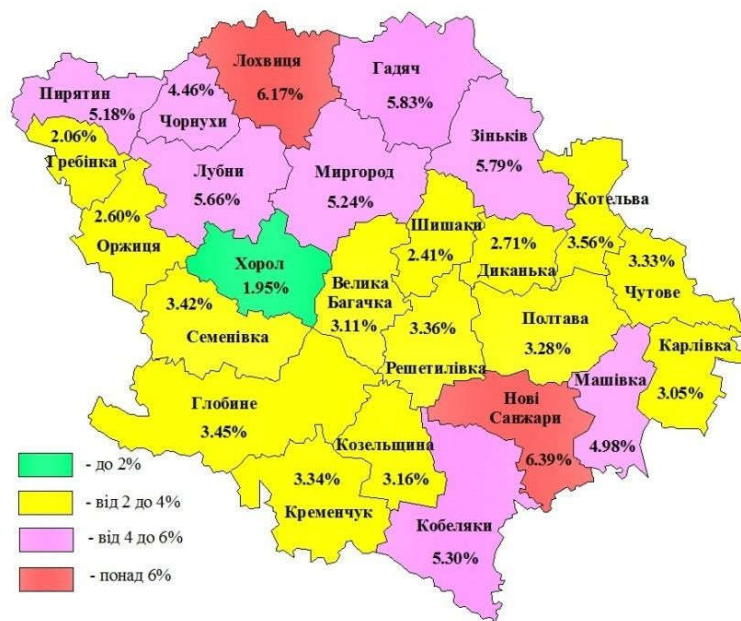 Лохвиця
6.17%
Гадяч
5.83%
Пирятин
5.18%
4.46%
Чорнухи
Зіньків
5.79%
2.06%
Гребінка
Лубни
5.66%
Миргород
5.24%
Котельва
3.56%
2.60%
Оржиця
Шишаки
2.41%
2.71%
Диканька
3.33%
Чутове
Хорол
1.95%
Велика
Багачка
3.11%
3.42%
Семенівка
3.36%
Решетилівка
Полтава
3.28%
Карлівка
3.05%
Машівка
4.98%
Глобине
3.45%
Нові
Санжари
6.39%
Козельщина
3.16%
3.34%
Кременчук
Кобеляки
5.30%
- до 2%
- від 2 до 4%
- від 4 до 6%
- понад 6%